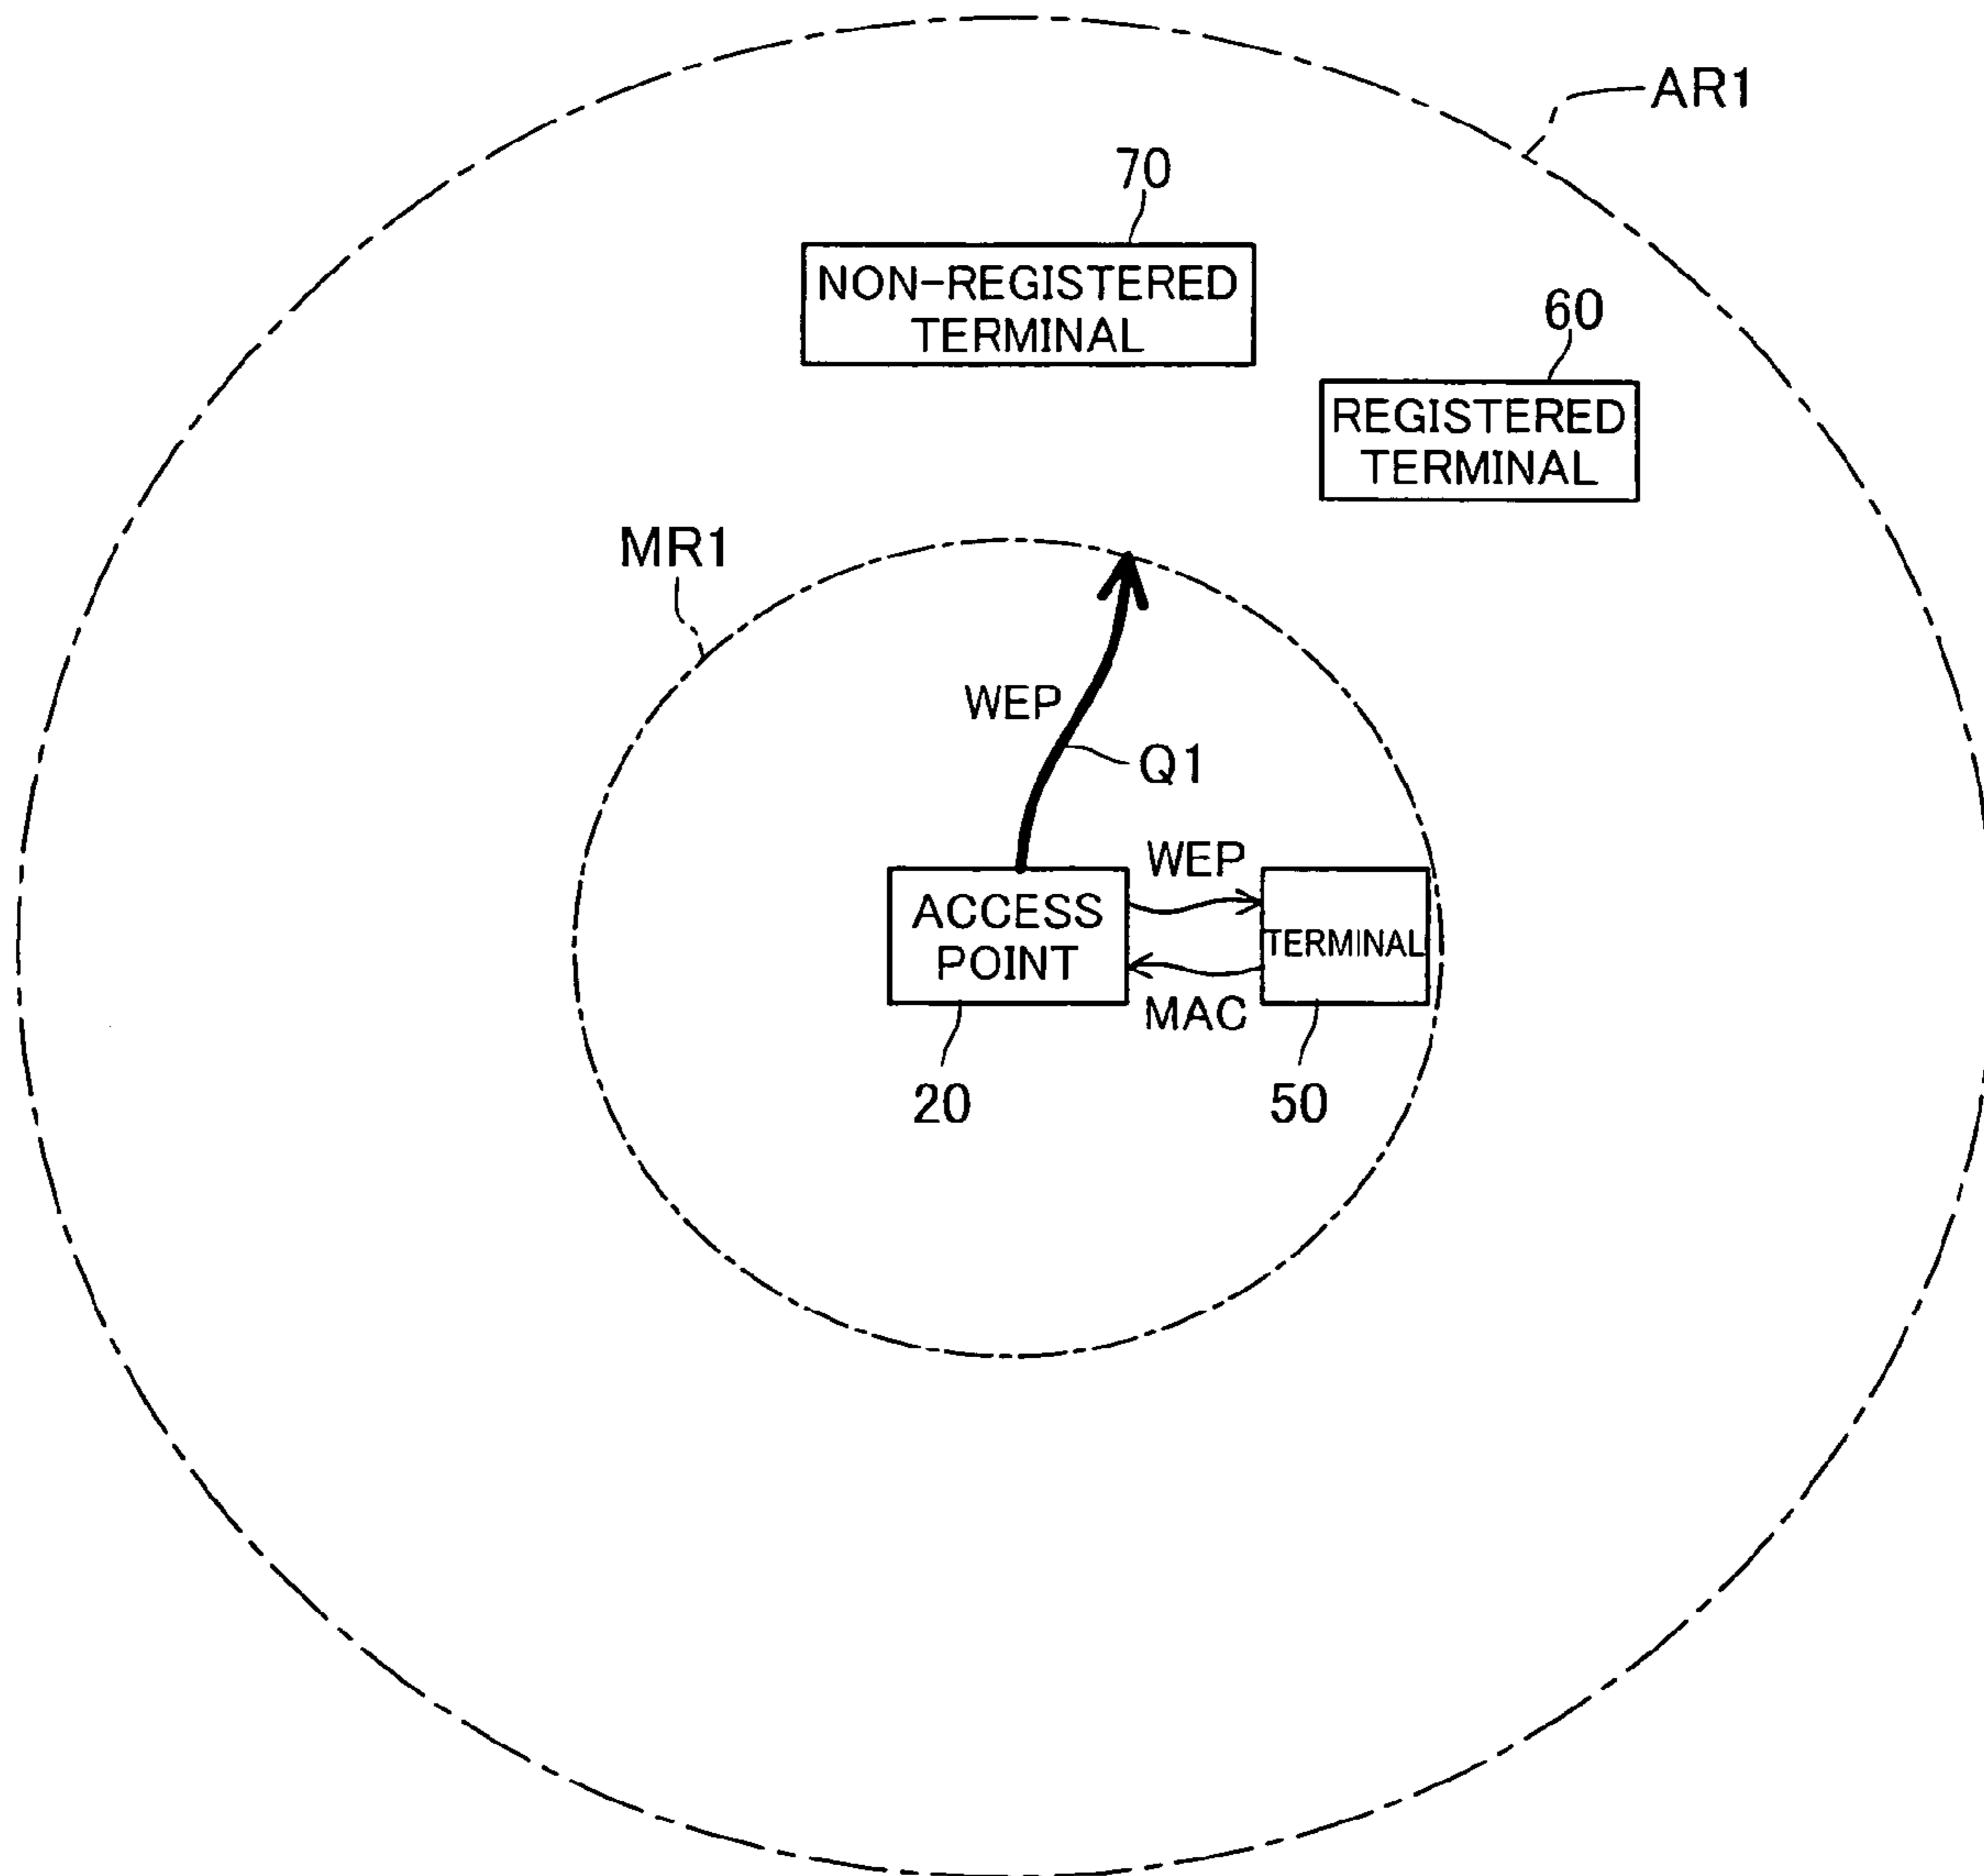 AR1
70
NON-REGISTERED
TERMINAL
60
REGISTERED
TERMINAL
MR1
WEP
Q1
WEP
ACCESS
POINT
TERMINAL
MAC
20
50